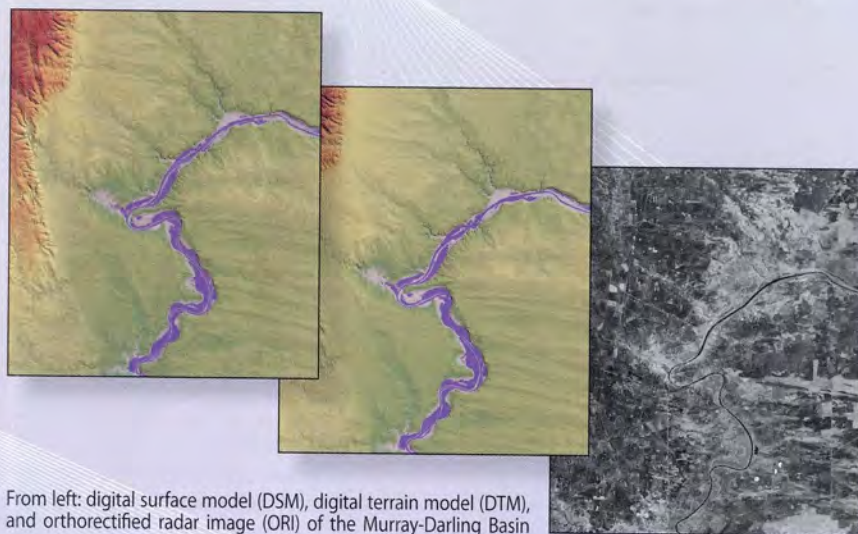 From left: digital surface model (DSM), digital terrain model (DTM),
and orthorectified radar image (ORI) of the Murray-Darling Basin